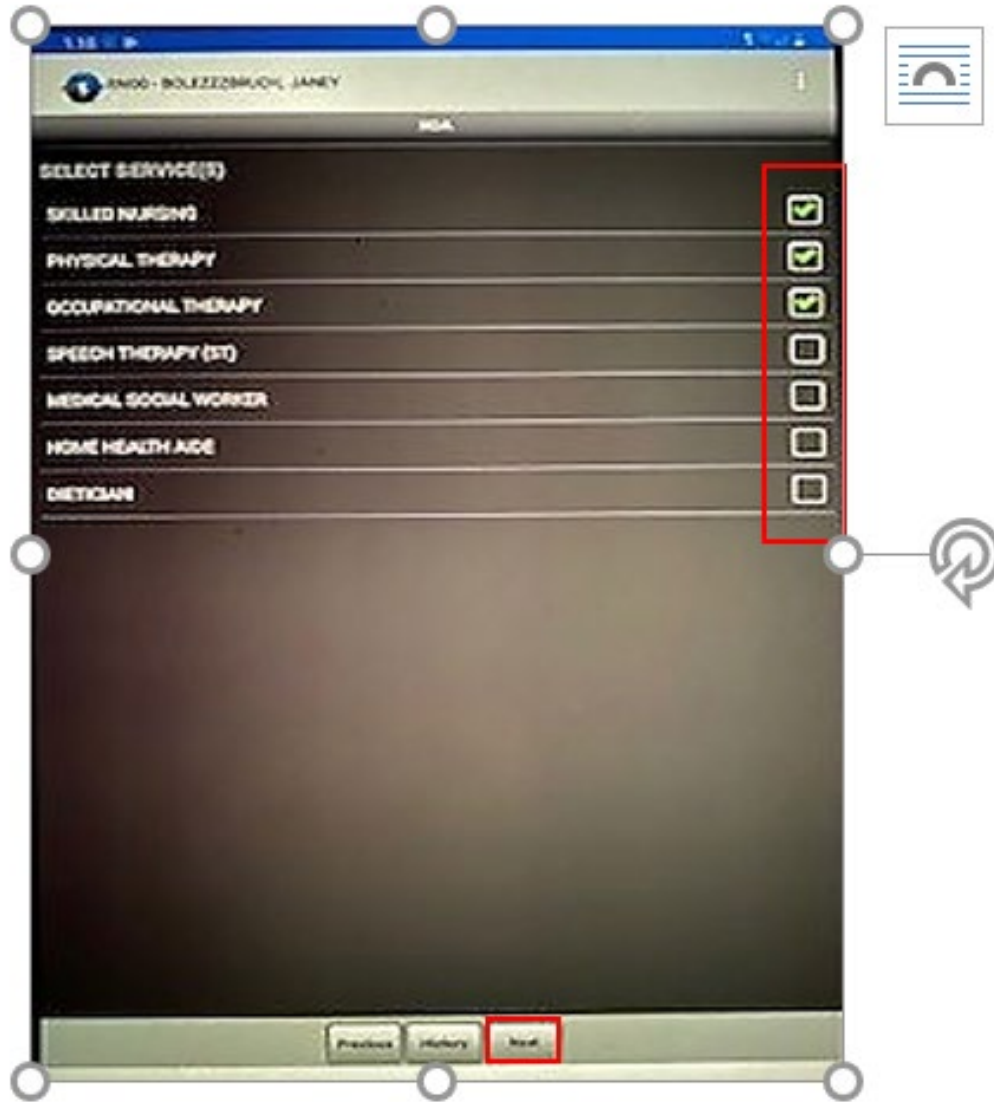 SELECT SERVICE(S)
SKILLED NURSING
PHYSICAL THERAPY
OCCUPATIONAL THERAPY
SPEECH THERAPY (ST)
MEDICAL SOCIAL WORKER
HOME HEALTH AIDE
DIETICIAN
Previous History Next